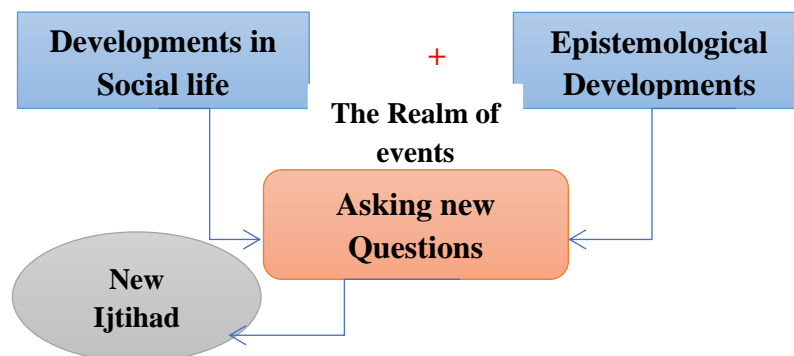 Developments in
Social life
+
Epistemological
Developments
The Realm of
events
Asking new
Questions
New
Ijtihad